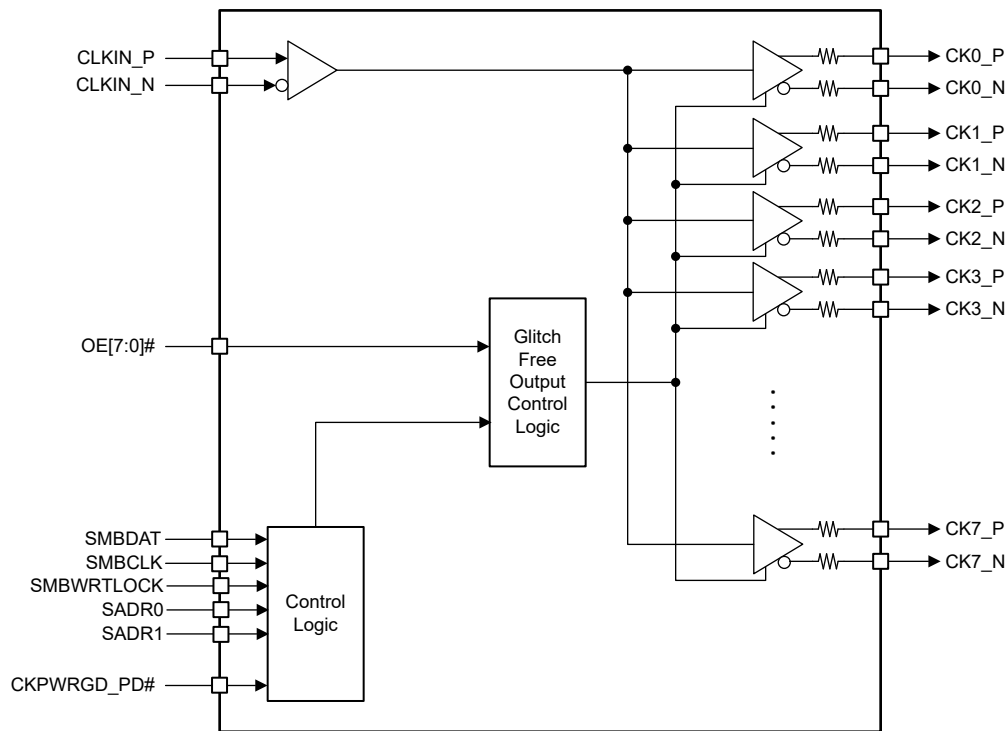 CLKIN_P
CLKIN_N
CK0_P
CK0_N
CK1_P
CK1_N
CK2_P
CK2_N
CK3_P
CK3_N
OE[7:0]#
Glitch
Free
Output
Control
Logic
SMBDAT
SMBCLK
SMBWRTLOCK
SADR0
SADR1
CKPWRGD_PD#
Control
Logic
CK7_P
CK7_N